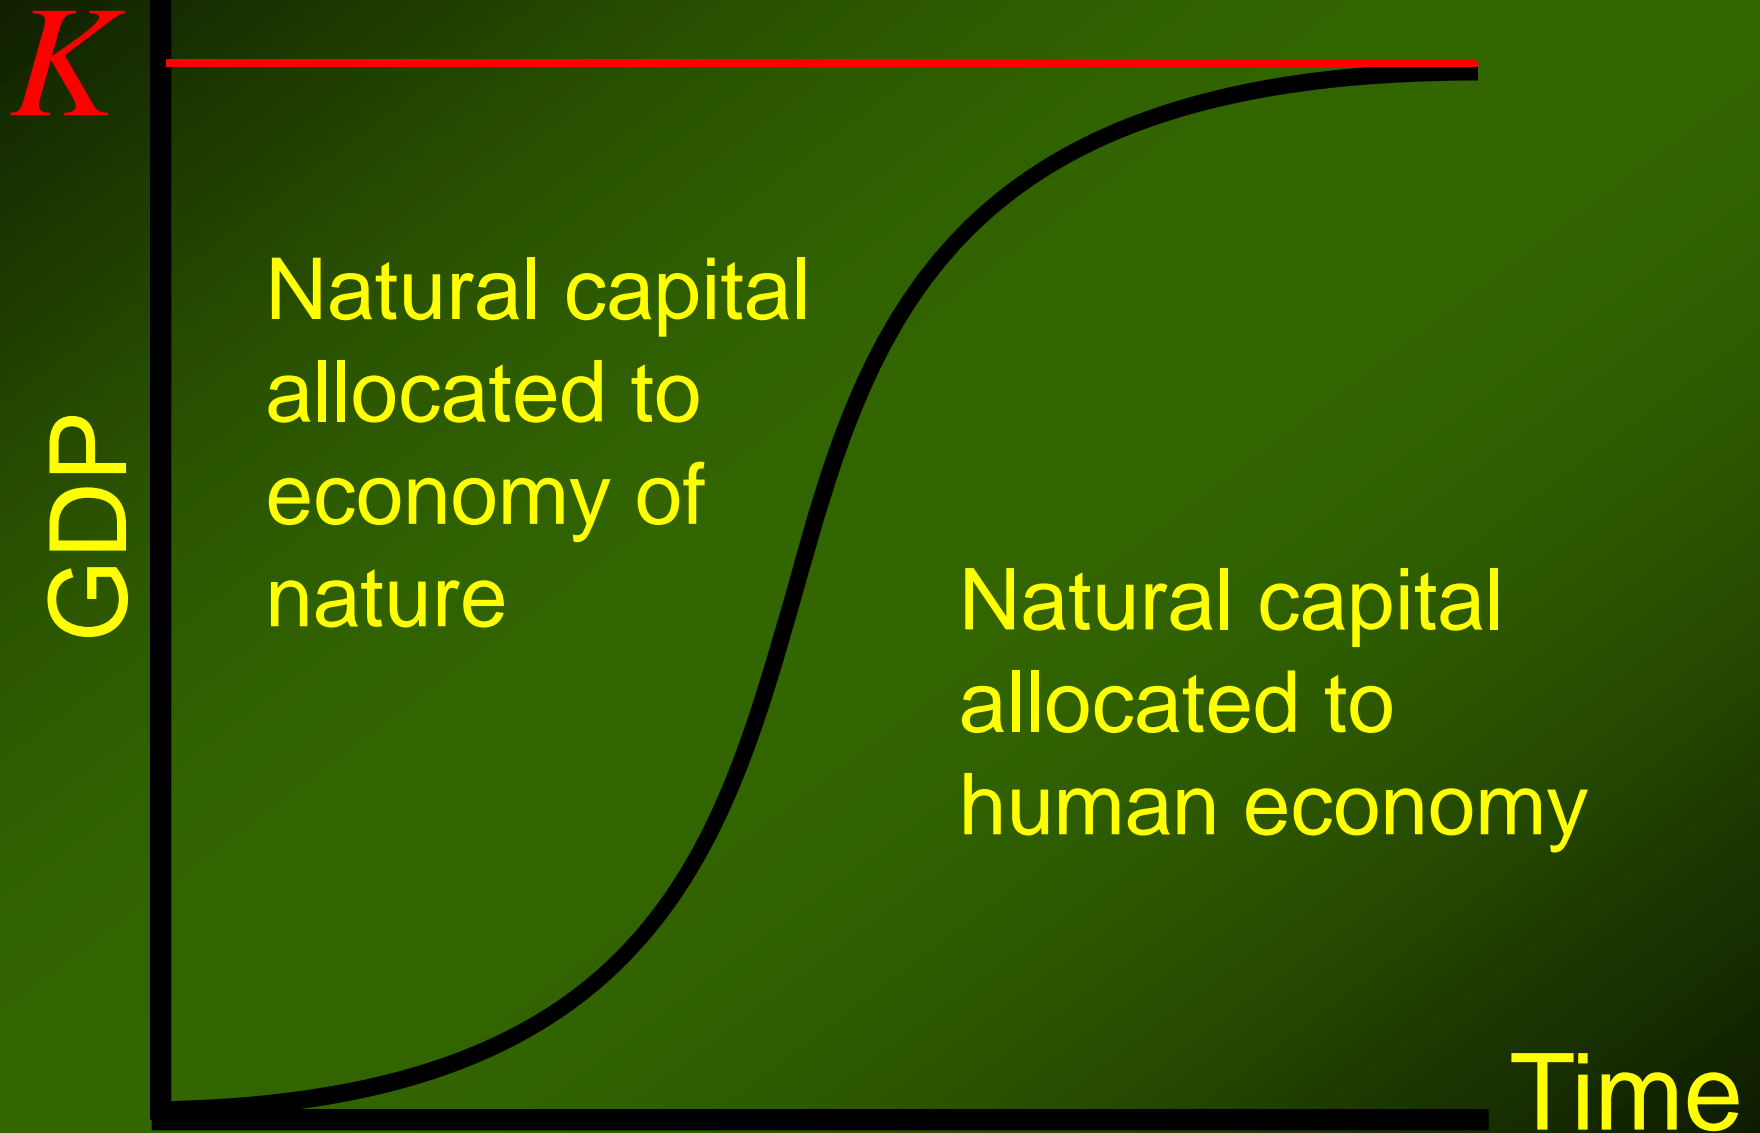 K
GDP
Natural capital
allocated to
economy of
nature
Natural capital
allocated to
human economy
Time